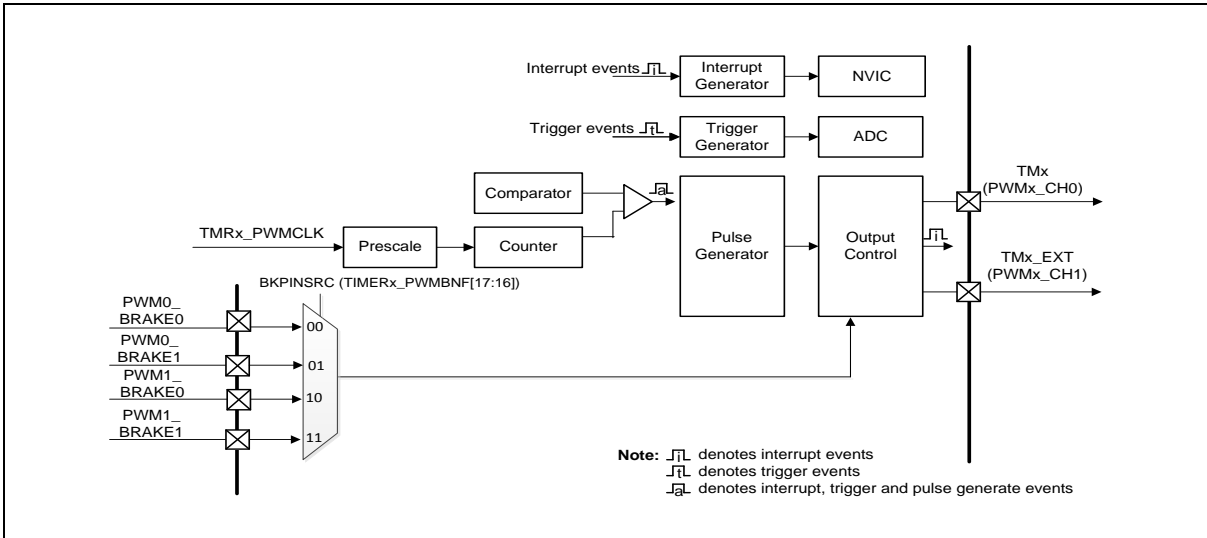 Interrupt events i
Interrupt
Generator
NVIC
Trigger events t
Trigger
Generator
ADC
Comparator
a
TMRx_PWMCLK
Prescale
Counter
Pulse
Generator
Output
Control
i
TMx
(PWMx_CH0)
TMx_EXT
(PWMx_CH1)
BKPINSRC (TIMERx_PWMBNF[17:16])
PWM0_
BRAKE0
00
PWM0_
BRAKE1
01
PWM1_
BRAKE0
10
PWM1_
BRAKE1
11
Note: i denotes interrupt events
t denotes trigger events
a denotes interrupt, trigger and pulse generate events